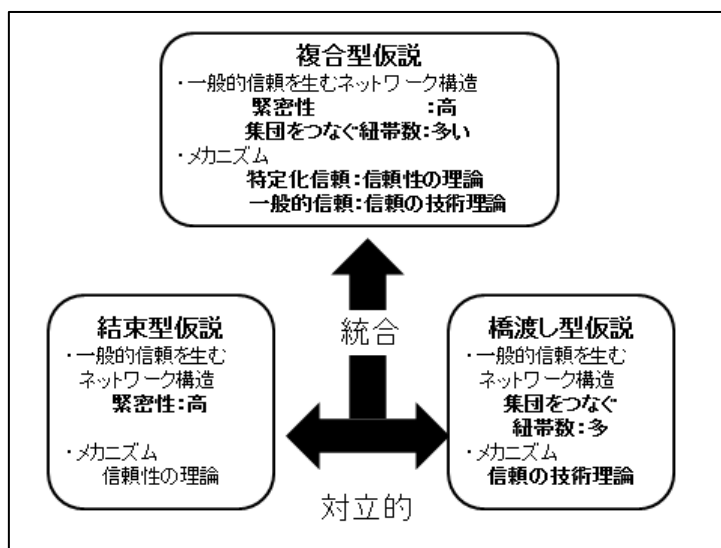 複合型仮説
・一般的信頼を生むネットワーク構造
緊密性　　　　：高
集団をつなぐ紐帯数：多い
・メカニズム
特定化信頼：信頼性の理論
一般的信頼：信頼の技術理論
統合
結束型仮説
・一般的信頼を生む
ネットワーク構造
緊密性：高
・メカニズム
信頼性の理論
橋渡し型仮説
・一般的信頼を生む
ネットワーク構造
集団をつなぐ
紐帯数：多
・メカニズム
信頼の技術理論
対立的